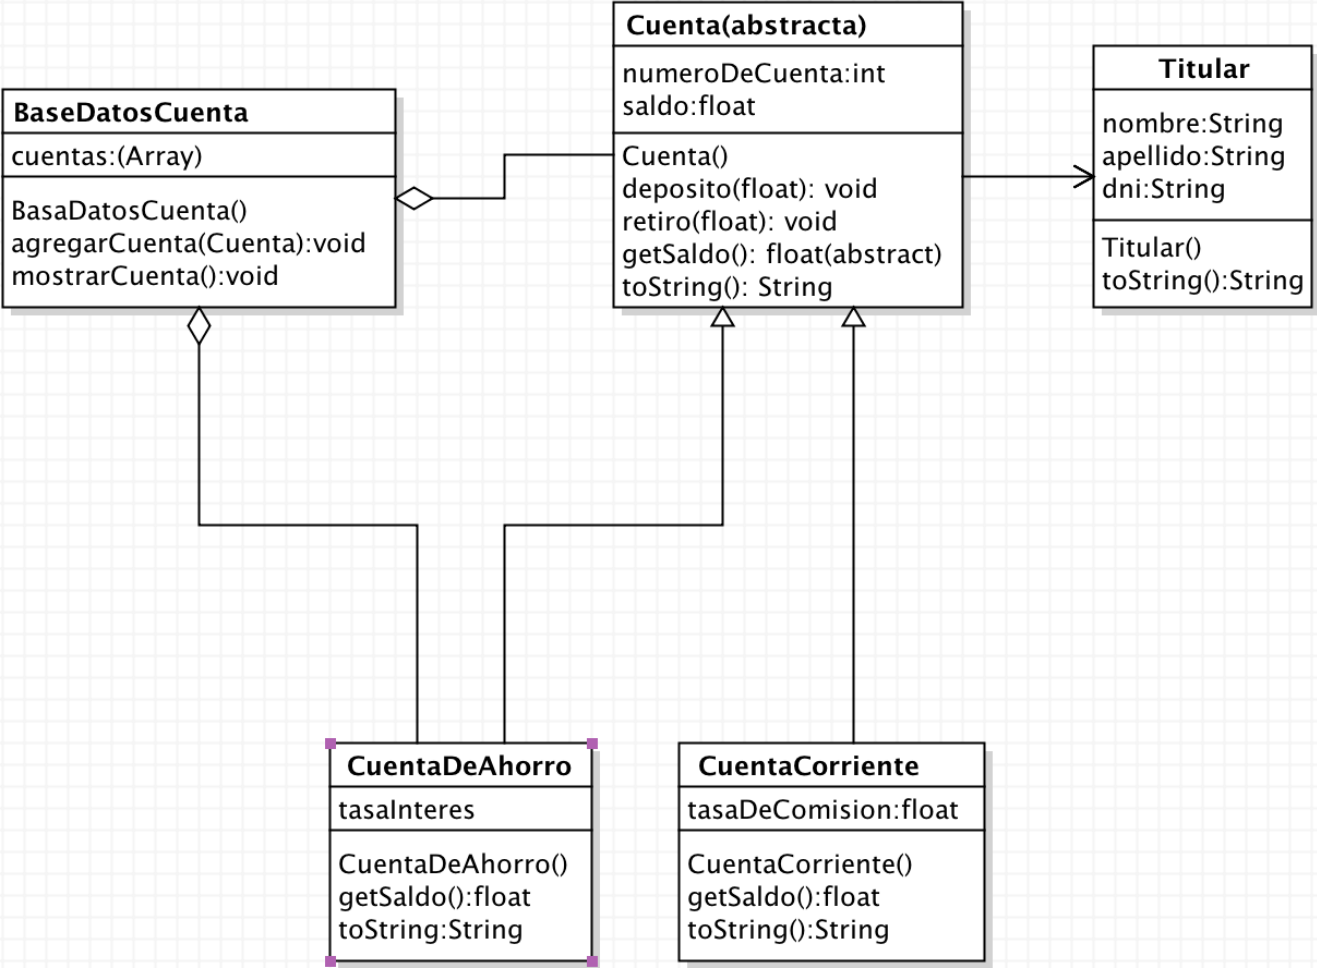 BaseDatosCuenta
cuentas:(Array)
BasaDatosCuenta()
agregarCuenta(Cuenta):void
mostrarCuenta():void
Cuenta(abstracta)
numeroDeCuenta:int
saldo:float
Cuenta()
deposito(float): void
retiro(float): void
getSaldo(): float(abstract)
toString(): String
Titular
nombre:String
apellido:String
dni:String
Titular()
toString():String
CuentaDeAhorro
tasaInteres
CuentaDeAhorro()
getSaldo():float
toString:String
CuentaCorriente
tasaDeComision:float
CuentaCorriente()
getSaldo():float
toString():String